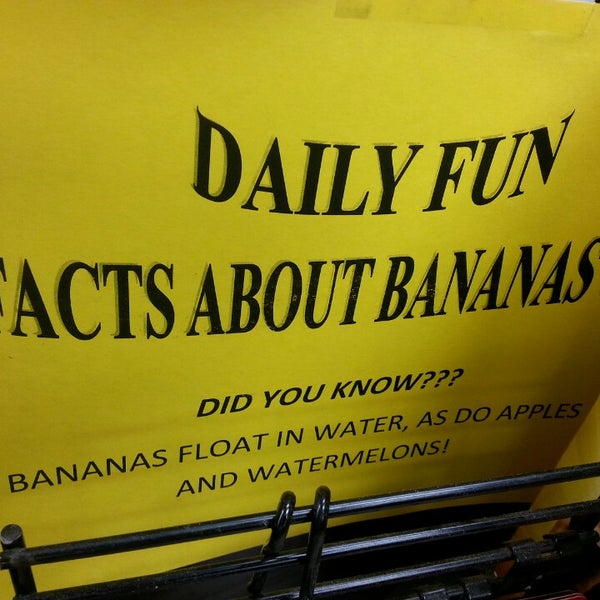 DAILY FUN
FACTS ABOUT BANANAS
DID YOU KNOW???
BANANAS FLOAT IN WATER, AS DO APPLES
AND WATERMELONS!